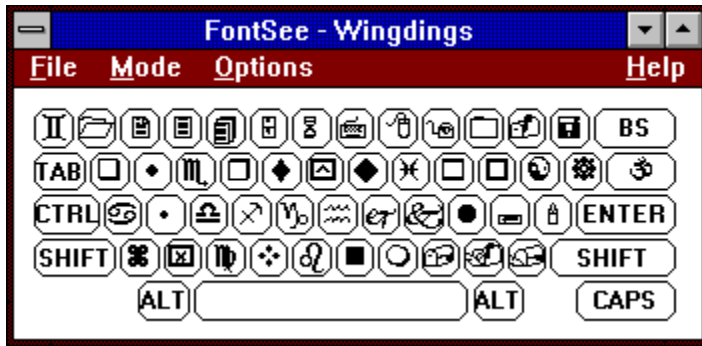 FontSee - Wingdings
File Mode Options Help
BS
TAB
CTRL ENTER
SHIFT SHIFT
ALT ALT CAPS